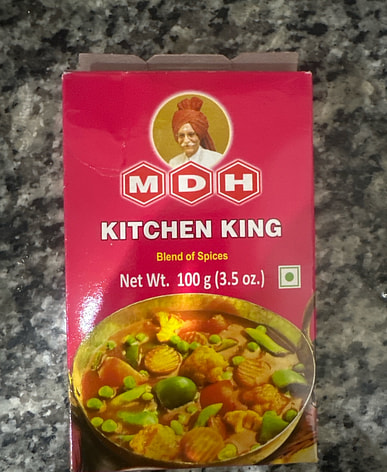 MDH
KITCHEN KING
Blend of Spices
Net Wt. 100 g (3.5 oz.)